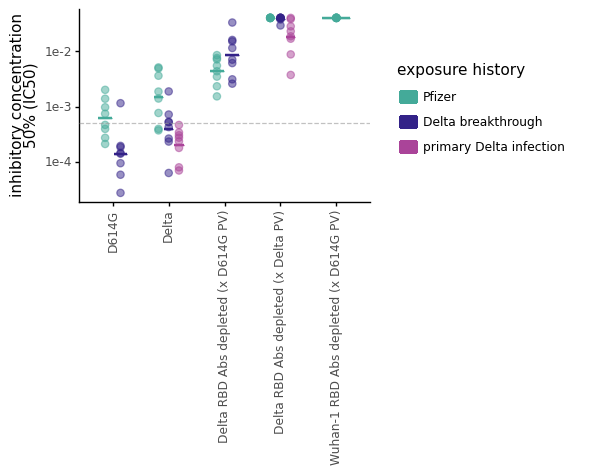 inhibitory concentration
50% (IC50)
1e-2
1e-3
1e-4
D614G
Delta
Delta RBD Abs depleted (x D614G PV)
Delta RBD Abs depleted (x Delta PV)
Wuhan-1 RBD Abs depleted (x D614G PV)
exposure history
Pfizer
Delta breakthrough
primary Delta infection